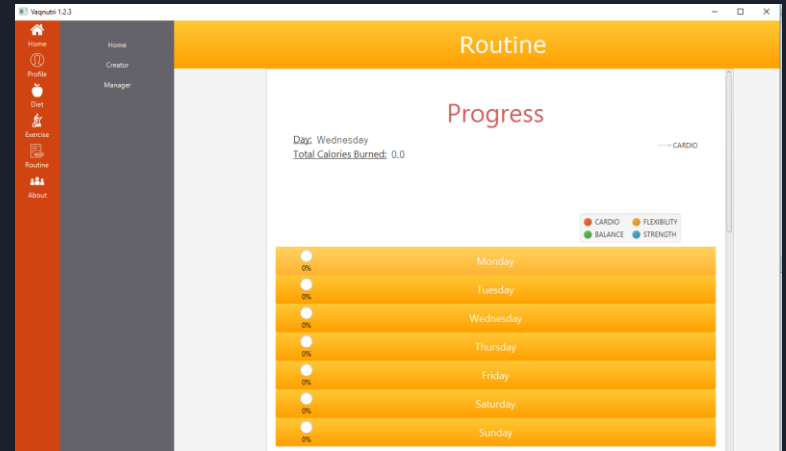 Vaqnutri 1.2.3
Home
Profile
Diet
Exercise
Routine
About
Home
Creator
Manager
Routine
Progress
Day: Wednesday
Total Calories Burned: 0.0
CARDIO
CARDIO FLEXIBILITY
BALANCE STRENGTH
0% Monday
0% Tuesday
0% Wednesday
0% Thursday
0% Friday
0% Saturday
0% Sunday